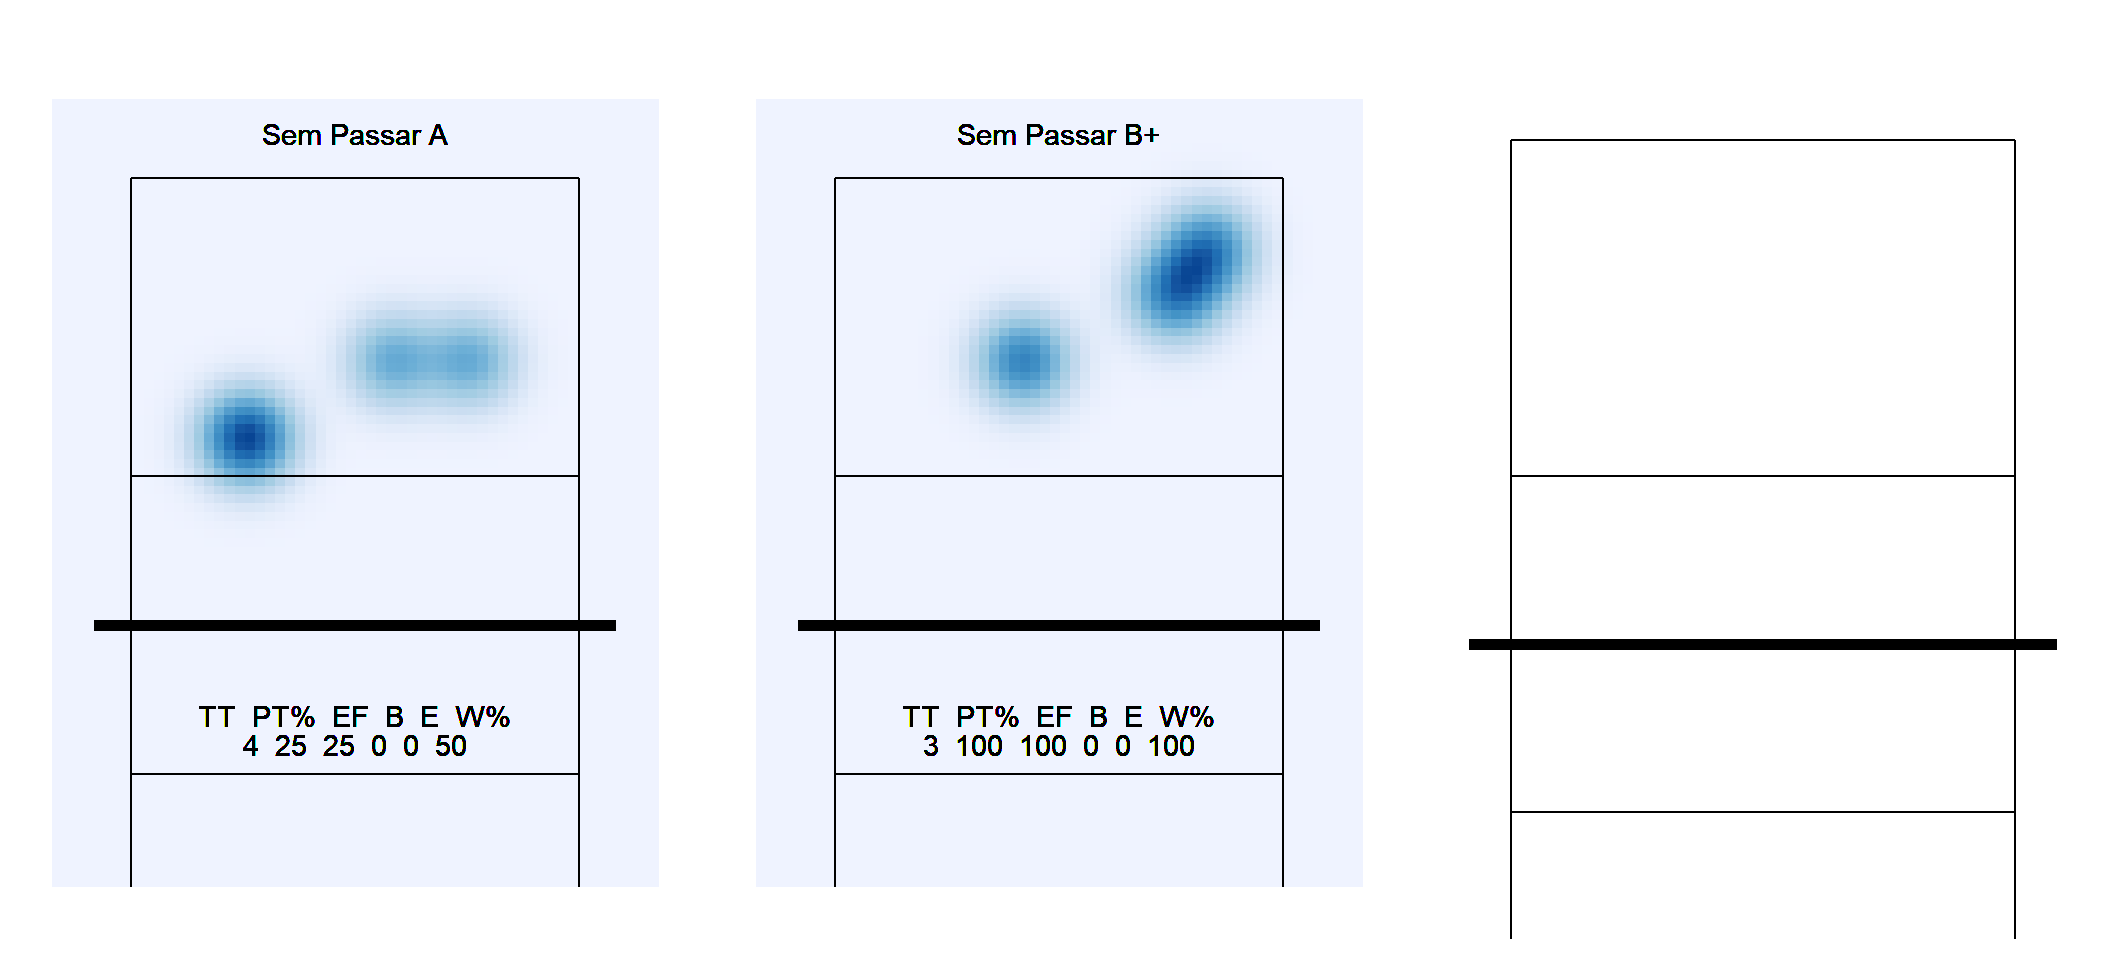 Sem Passar A
TT PT% EF B E W%
4 25 25 0 0 50
Sem Passar B+
TT PT% EF B E W%
3 100 100 0 0 100